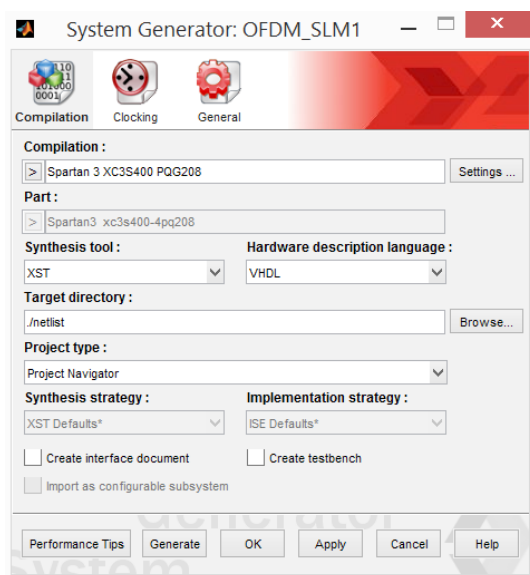 System Generator: OFDM_SLM1
Compilation
Clocking
General
Compilation :
> Spartan 3 XC3S400 PQG208
Settings ...
Part :
> Spartan3 xc3s400-4pq208
Synthesis tool :
Hardware description language :
XST
VHDL
Target directory :
./netlist
Browse...
Project type :
Project Navigator
Synthesis strategy :
Implementation strategy :
XST Defaults*
ISE Defaults*
Create interface document
Create testbench
Import as configurable subsystem
Generator
Performance Tips
Generate
OK
Apply
Cancel
Help
System